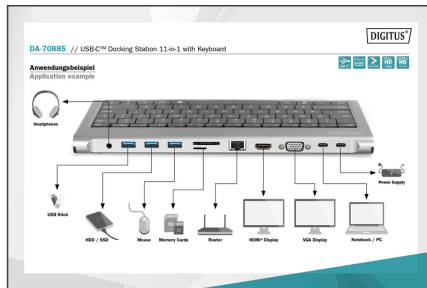 DIGITUS®
DA-70885 // USB-C™ Docking Station 11-in-1 with Keyboard
Anwendungsbeispiel
Application example
Headphones
USB Stick
HDD / SSD
Mouse
Memory Cards
Router
HDMI® Display
VGA Display
Notebook / PC
Power Supply